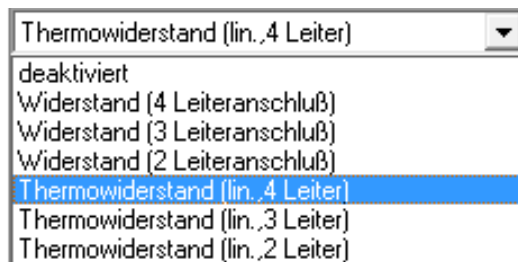 Thermowiderstand (lin.,4 Leiter)
deaktiviert
Widerstand (4 Leiteranschluß)
Widerstand (3 Leiteranschluß)
Widerstand (2 Leiteranschluß)
Thermowiderstand (lin.,4 Leiter)
Thermowiderstand (lin.,3 Leiter)
Thermowiderstand (lin.,2 Leiter)